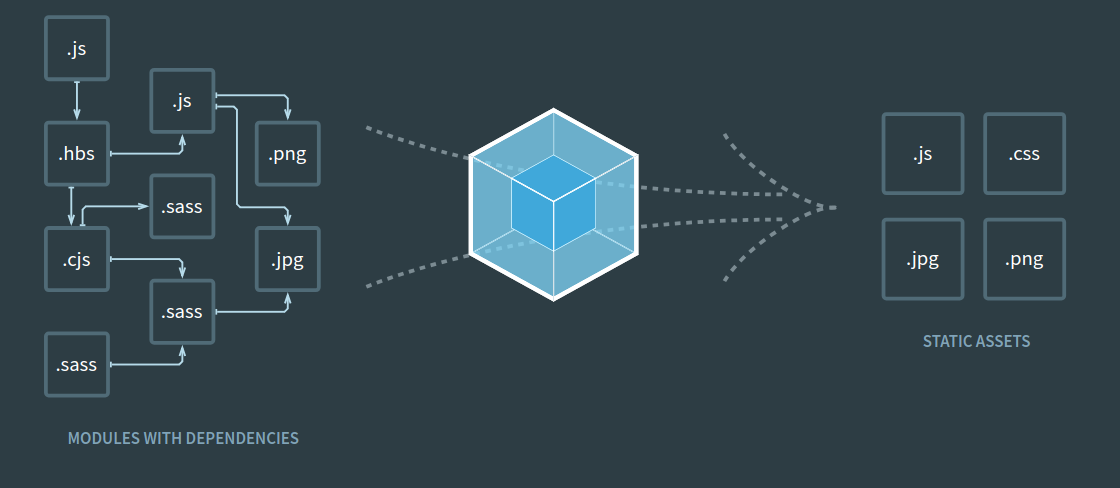 .js
.js
.hbs
.png
.sass
.cjs
.jpg
.sass
.sass
MODULES WITH DEPENDENCIES
.js
.css
.jpg
.png
STATIC ASSETS